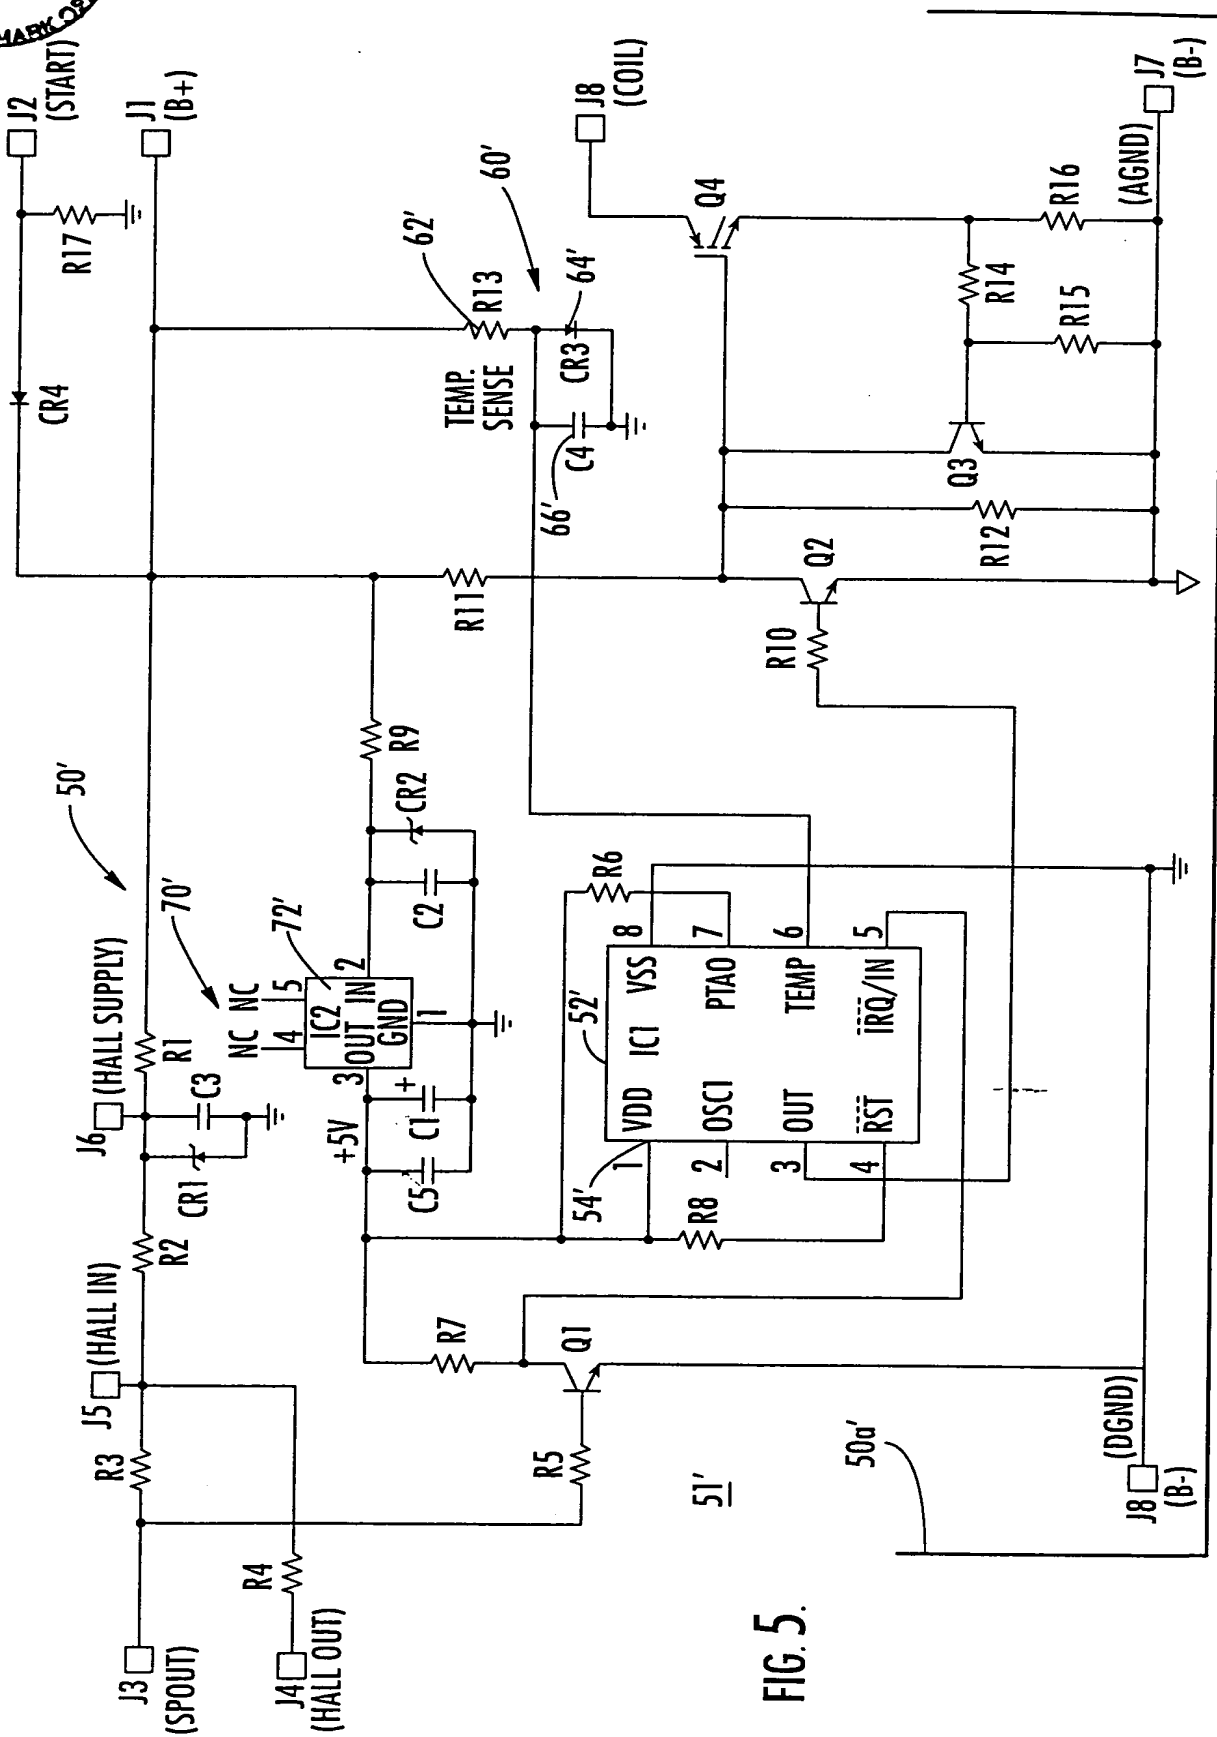 MARK OF
J2
(START)
J1
(B+)
R17
CR4
62'
R13
60'
64'
CR3
TEMP.
SENSE
C4
66'
J8
(COIL)
Q4
R16
R14
R15
(AGND)
J7
(B-)
Q3
R12
Q2
R10
R11
R9
50'
70'
72'
CR2
C2
J6
(HALL SUPPLY)
R1
NC
NC
4
5
IC2
OUT
IN
GND
3
2
1
C3
CR1
+5V
+
C1
C5
R2
J5
(HALL IN)
R3
R4
J3
(SPOUT)
J4
(HALL OUT)
R7
Q1
R5
R6
8
7
6
5
VSS
PTA0
TEMP
IRQ/IN
IC1
52'
VDD
OSC1
OUT
RST
1
2
3
4
54'
R8
51'
50a'
(DGND)
J8
(B-)
FIG. 5.